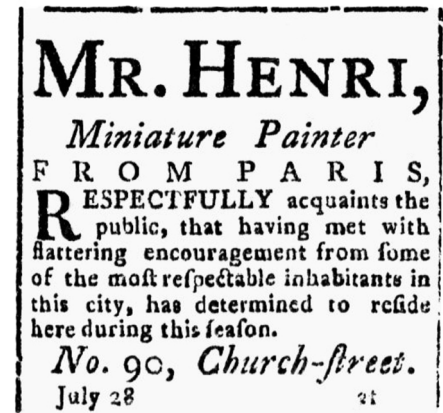 MR. HENRI,
Miniature Painter
FROM PARIS,
RESPECTFULLY acquaints the
public, that having met with
flattering encouragement from ſome
of the moſt reſpectable inhabitants in
this city, has determined to reſide
here during this ſeaſon.
No. 90, Church-ſtreet.
July 28 2t